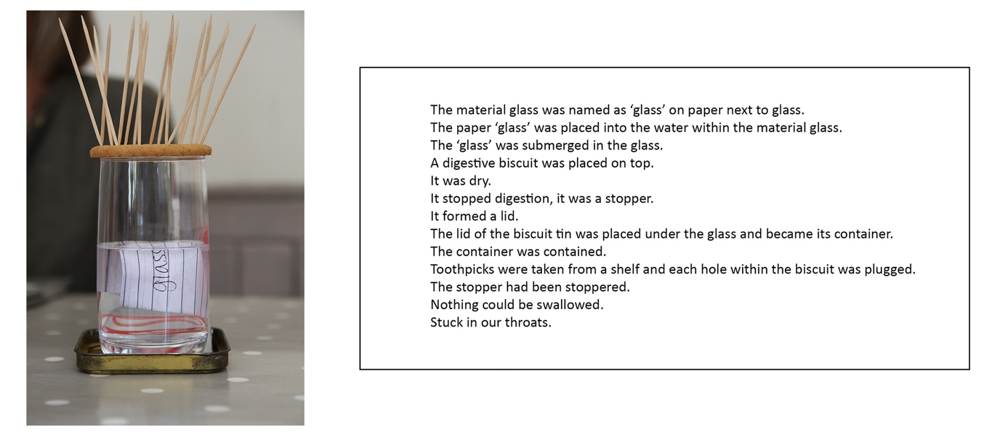 glass
The material glass was named as ‘glass’ on paper next to glass.
The paper ‘glass’ was placed into the water within the material glass.
The ‘glass’ was submerged in the glass.
A digestive biscuit was placed on top.
It was dry.
It stopped digestion, it was a stopper.
It formed a lid.
The lid of the biscuit tin was placed under the glass and became its container.
The container was contained.
Toothpicks were taken from a shelf and each hole within the biscuit was plugged.
The stopper had been stoppered.
Nothing could be swallowed.
Stuck in our throats.